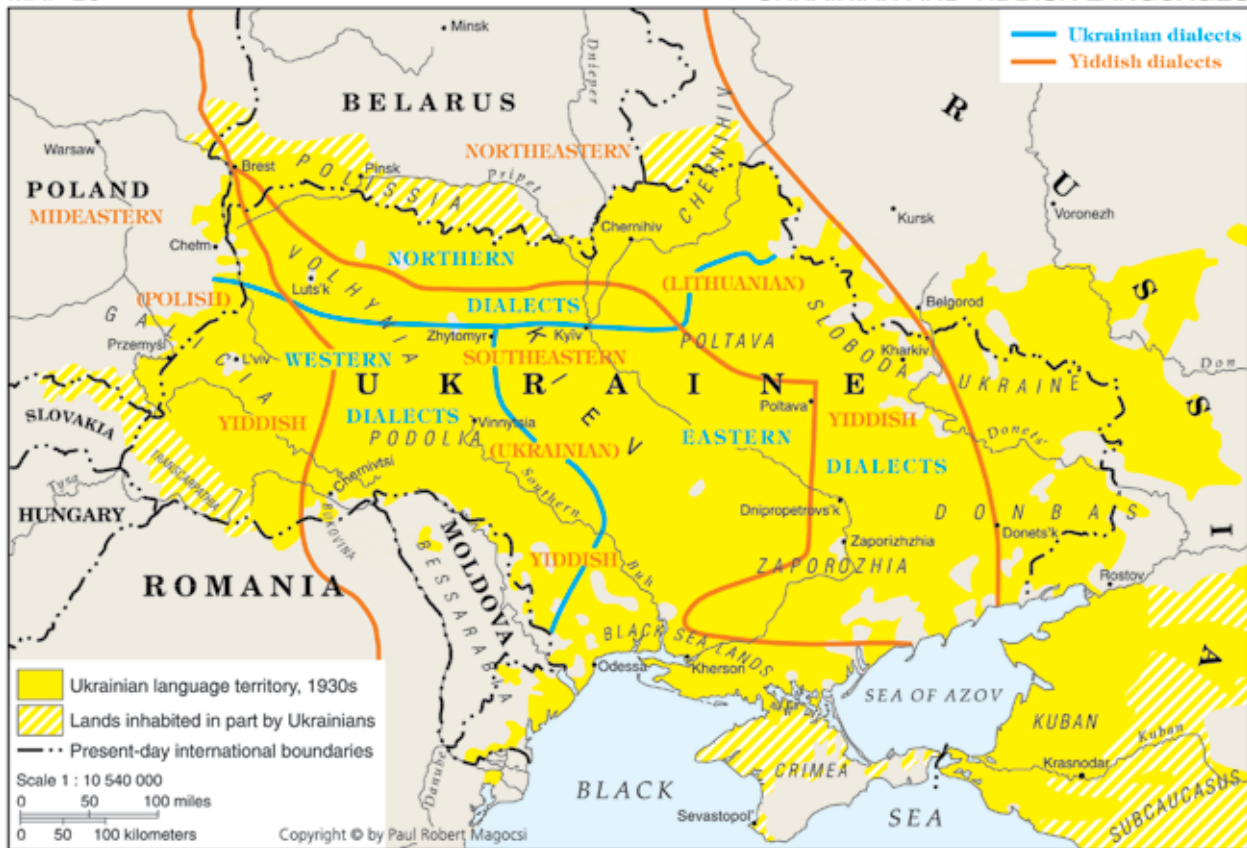 Ukrainian dialects
Yiddish dialects
Minsk
Dnieper
BELARUS
R U S S I A
Warsaw
Brest
POLISSIA
Pinsk
Pripet
NORTHEASTERN
CHERNIHIV
POLAND
MIDEASTERN
Kursk
Voronezh
Chełm
Chernihiv
NORTHERN
VOLHYNIA
Luts'k
(POLISH)
DIALECTS
(LITHUANIAN)
Belgorod
GALICIA
Przemyśl
L'viv
Zhytomyr
Kyïv
POLTAVA
SLOBODA
Kharkiv
Don
WESTERN
SOUTHEASTERN
UKRAINE
UKRAINE
KIEV
Poltava
SLOVAKIA
YIDDISH
DIALECTS
Vinnytsia
PODOLIA
EASTERN
YIDDISH
Donets'
(UKRAINIAN)
DIALECTS
TRANSCARPATHIA
Chernivtsi
Southern
Buh
Tysa
HUNGARY
BUKOVINA
Dnipropetrovs'k
DONBAS
Donets'k
MOLDOVA
BESSARABIA
Zaporizhzhia
ZAPOROZHIA
YIDDISH
ROMANIA
Rostov
BLACK SEA LANDS
Odessa
Kherson
SEA OF AZOV
KUBAN
Kuban
Krasnodar
SUBCAUCASUS
CRIMEA
Sevastopol'
BLACK
SEA
Danube
Ukrainian language territory, 1930s
Lands inhabited in part by Ukrainians
Present-day international boundaries
Scale 1 : 10 540 000
0 50 100 miles
0 50 100 kilometers
Copyright © by Paul Robert Magocsi